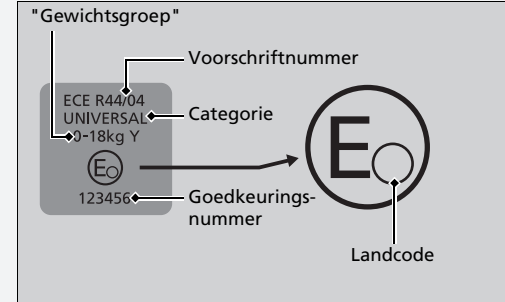 "Gewichtsgroep"
Voorschriftnummer
ECE R44/04
UNIVERSAL
Categorie
0-18kg Y
E
E
123456
Goedkeurings-
nummer
Landcode